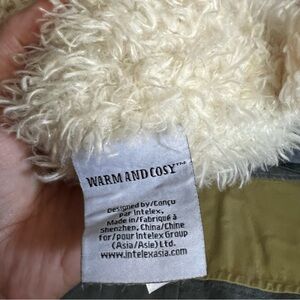 WARM AND COSY™
Designed by/Conçu
par Intelex,
Made in/Fabriqué à
Shenzhen, China/Chine
for/pour Intelex Group
(Asia/Asie) Ltd.
www.intelexasia.com